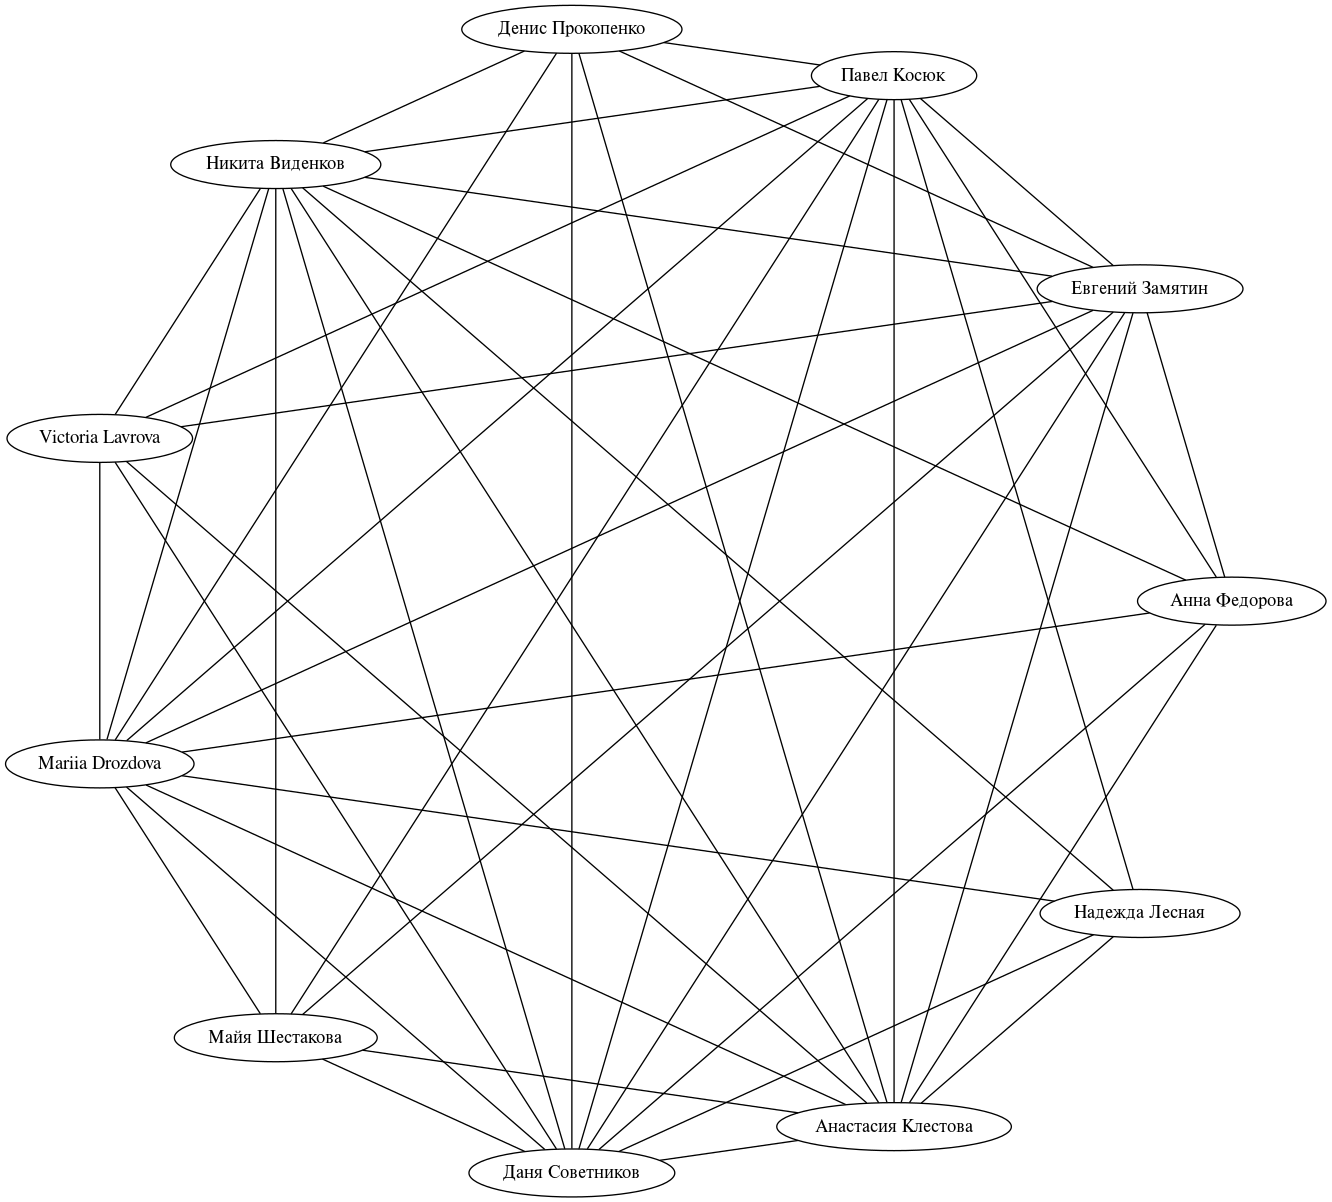 Денис Прокопенко
Павел Косюк
Никита Виденков
Евгений Замятин
Victoria Lavrova
Анна Федорова
Mariia Drozdova
Надежда Лесная
Майя Шестакова
Анастасия Клестова
Даня Советников